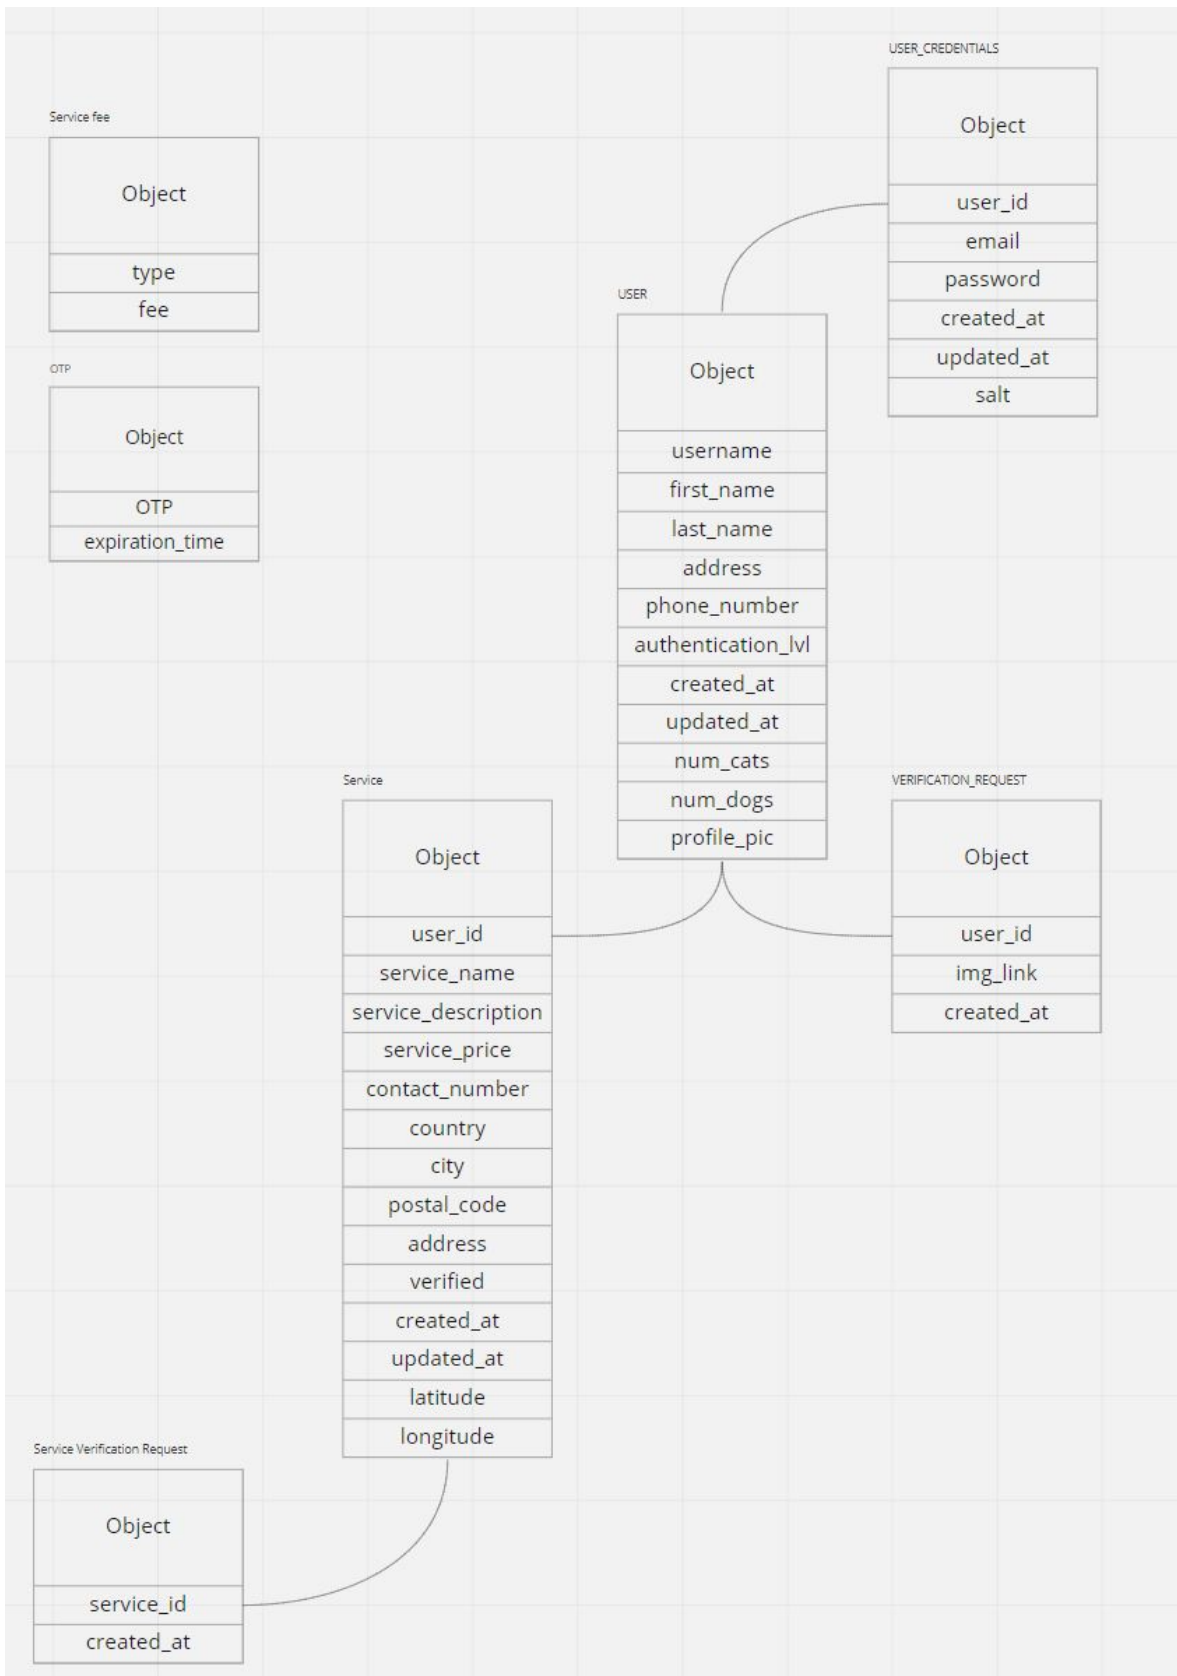 USER_CREDENTIALS
Object
user_id
email
password
created_at
updated_at
salt
Service fee
Object
type
fee
OTP
Object
OTP
expiration_time
USER
Object
username
first_name
last_name
address
phone_number
authentication_lvl
created_at
updated_at
num_cats
num_dogs
profile_pic
Service
Object
user_id
service_name
service_description
service_price
contact_number
country
city
postal_code
address
verified
created_at
updated_at
latitude
longitude
VERIFICATION_REQUEST
Object
user_id
img_link
created_at
Service Verification Request
Object
service_id
created_at